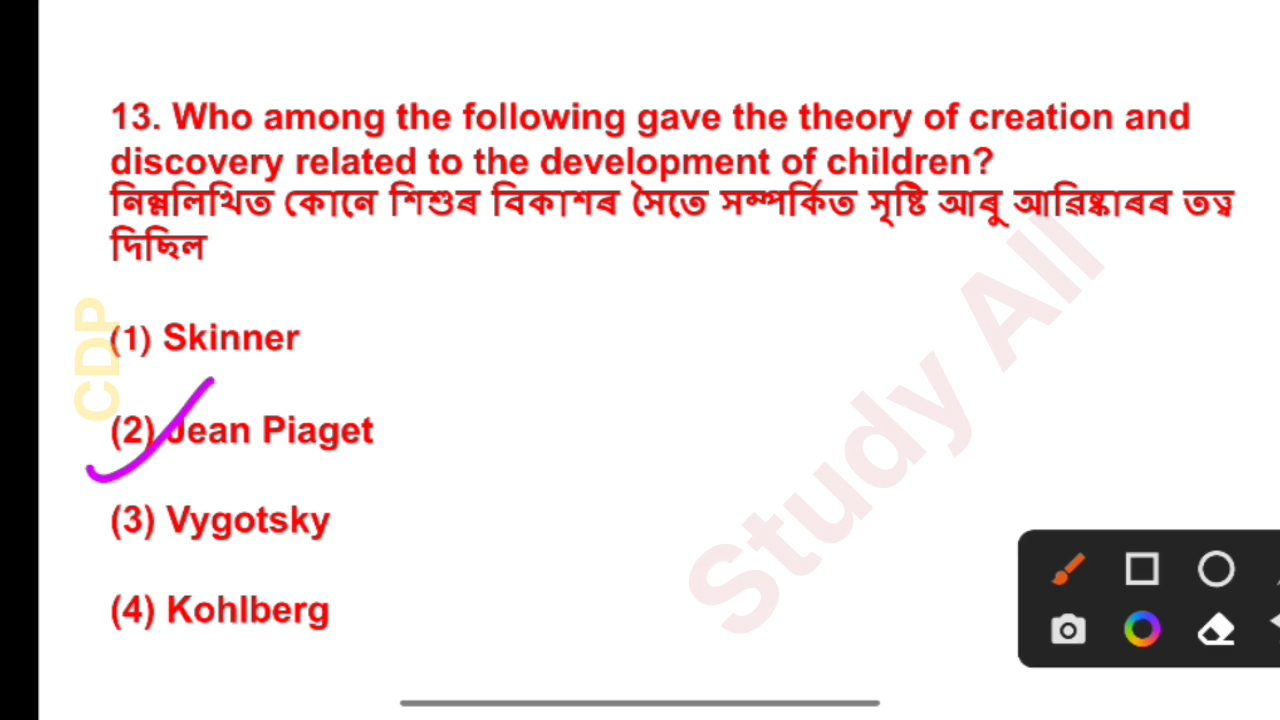 13. Who among the following gave the theory of creation and
discovery related to the development of children?
নিম্নলিখিত কোনে শিশুৰ বিকাশৰ সৈতে সম্পৰ্কিত সৃষ্টি আৰু আৱিষ্কাৰৰ তত্ত্ব
দিছিল
(1) Skinner
(2) Jean Piaget
(3) Vygotsky
(4) Kohlberg
CDP
Study All